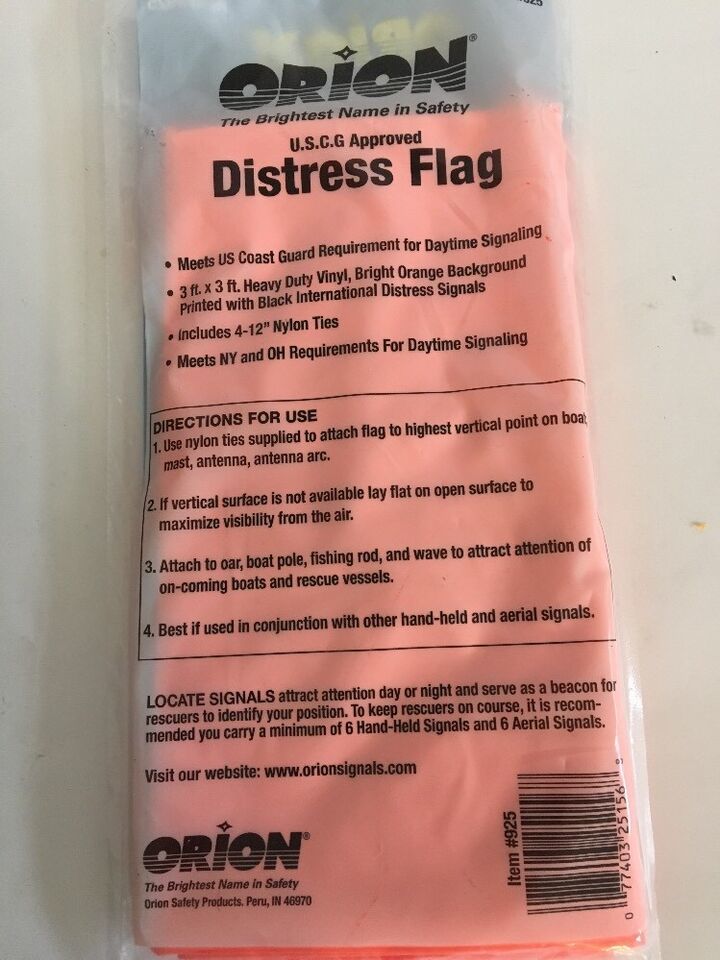 ORION®
The Brightest Name in Safety
U.S.C.G Approved
Distress Flag
• Meets US Coast Guard Requirement for Daytime Signaling
• 3 ft. x 3 ft. Heavy Duty Vinyl, Bright Orange Background
Printed with Black International Distress Signals
• Includes 4-12” Nylon Ties
• Meets NY and OH Requirements For Daytime Signaling
DIRECTIONS FOR USE
1. Use nylon ties supplied to attach flag to highest vertical point on boat
mast, antenna, antenna arc.
2. If vertical surface is not available lay flat on open surface to
maximize visibility from the air.
3. Attach to oar, boat pole, fishing rod, and wave to attract attention of
on-coming boats and rescue vessels.
4. Best if used in conjunction with other hand-held and aerial signals.
LOCATE SIGNALS attract attention day or night and serve as a beacon for
rescuers to identify your position. To keep rescuers on course, it is recom-
mended you carry a minimum of 6 Hand-Held Signals and 6 Aerial Signals.
Visit our website: www.orionsignals.com
ORION®
The Brightest Name in Safety
Orion Safety Products. Peru, IN 46970
Item #925
0 77403 25156 8